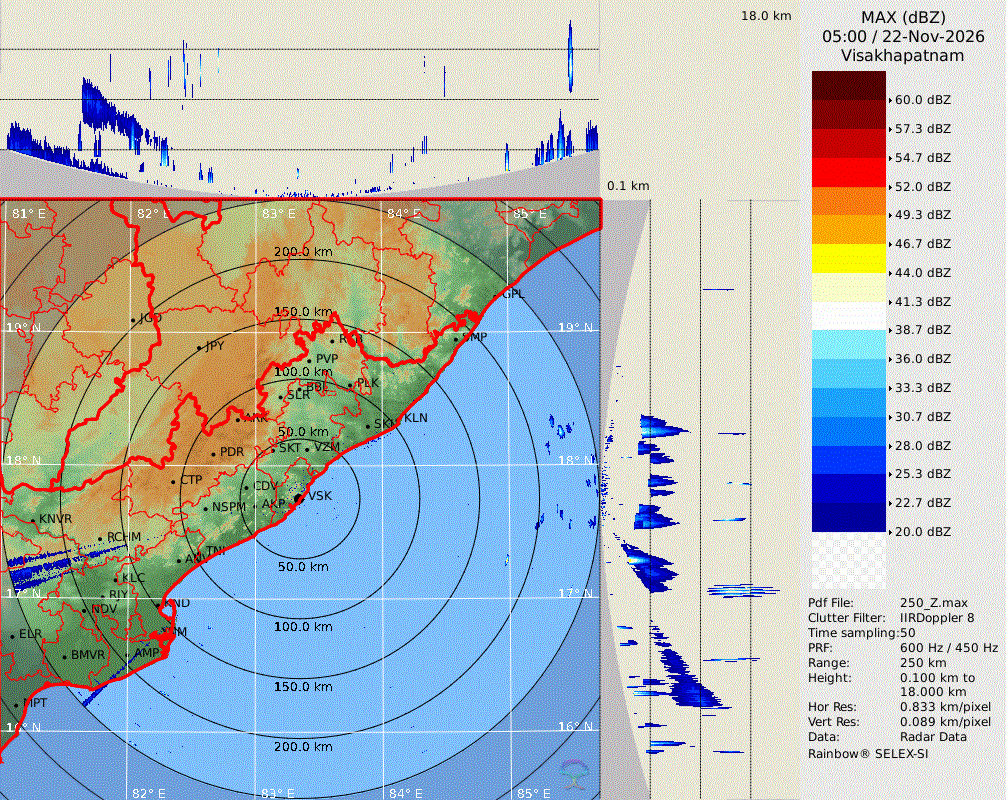 18.0 km
0.1 km
MAX (dBZ)
05:00 / 22-Nov-2026
Visakhapatnam
60.0 dBZ
57.3 dBZ
54.7 dBZ
52.0 dBZ
49.3 dBZ
46.7 dBZ
44.0 dBZ
41.3 dBZ
38.7 dBZ
36.0 dBZ
33.3 dBZ
30.7 dBZ
28.0 dBZ
25.3 dBZ
22.7 dBZ
20.0 dBZ
Pdf File: 250_Z.max
Clutter Filter: IIRDoppler 8
Time sampling:50
PRF: 600 Hz / 450 Hz
Range: 250 km
Height: 0.100 km to
18.000 km
Hor Res: 0.833 km/pixel
Vert Res: 0.089 km/pixel
Data: Radar Data
Rainbow® SELEX-SI
81° E 82° E 83° E 84° E 85° E
200.0 km
GPL
150.0 km
JGD
19° N 19° N
JPY
PVP
100.0 km
PLK
SLR
KLN
50.0 km
SKT VZM
PDR
18° N 18° N
CTP
CDV
VSK
NSPM AKP
KNVR
RCHM
TNI
50.0 km
KLC
RJY
17° N 17° N
NDV
KND
100.0 km
ELR
BMVR AMP
150.0 km
16° N 16° N
200.0 km
82° E 83° E 84° E 85° E